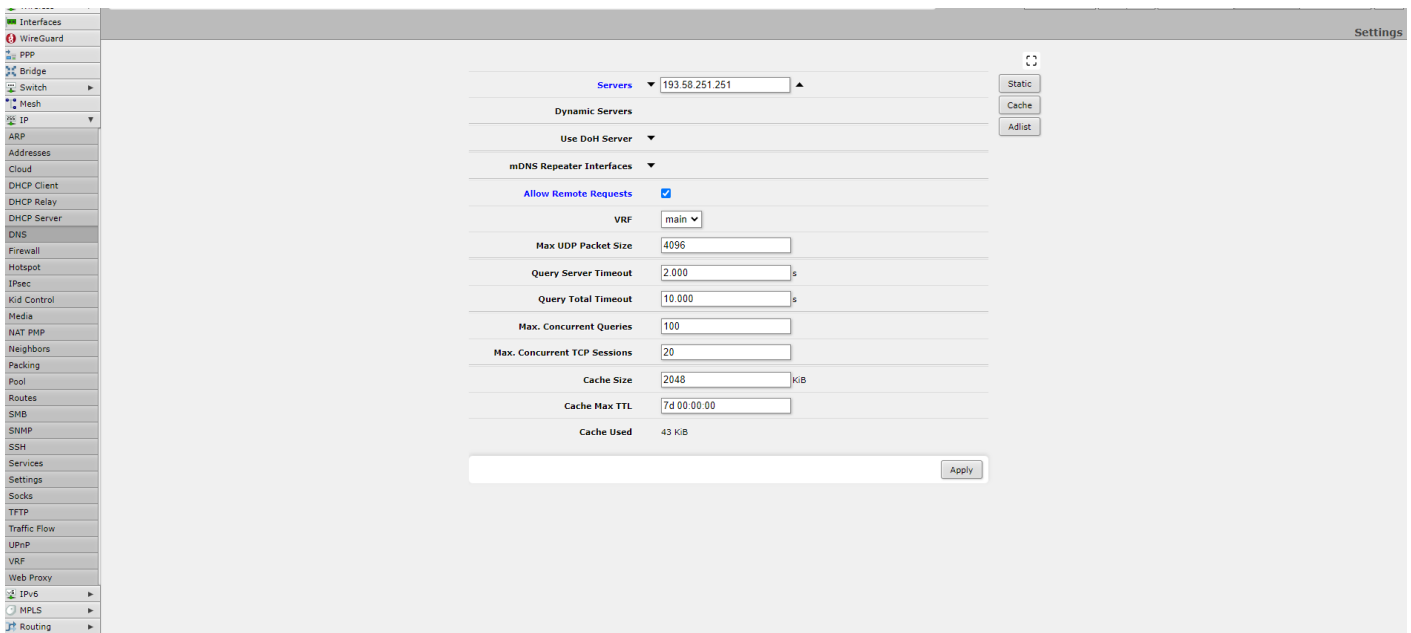 Interfaces
WireGuard
PPP
Bridge
Switch
Mesh
IP
ARP
Addresses
Cloud
DHCP Client
DHCP Relay
DHCP Server
DNS
Firewall
Hotspot
IPsec
Kid Control
Media
NAT PMP
Neighbors
Packing
Pool
Routes
SMB
SNMP
SSH
Services
Settings
Socks
TFTP
Traffic Flow
UPnP
VRF
Web Proxy
IPv6
MPLS
Routing
Settings
Servers 193.58.251.251
Dynamic Servers
Use DoH Server
mDNS Repeater Interfaces
Allow Remote Requests
VRF main
Max UDP Packet Size 4096
Query Server Timeout 2.000 s
Query Total Timeout 10.000 s
Max. Concurrent Queries 100
Max. Concurrent TCP Sessions 20
Cache Size 2048 KiB
Cache Max TTL 7d 00:00:00
Cache Used 43 KiB
Apply
Static
Cache
Adlist